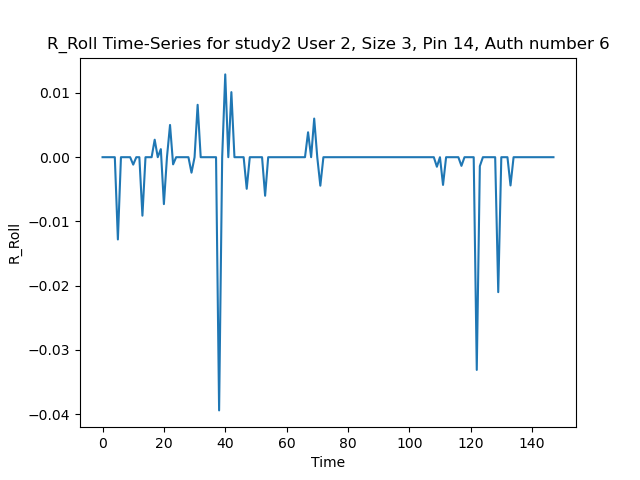 R_Roll Time-Series for study2 User 2, Size 3, Pin 14, Auth number 6
0.01
0.00
−0.01
−0.02
−0.03
−0.04
R_Roll
0 20 40 60 80 100 120 140
Time